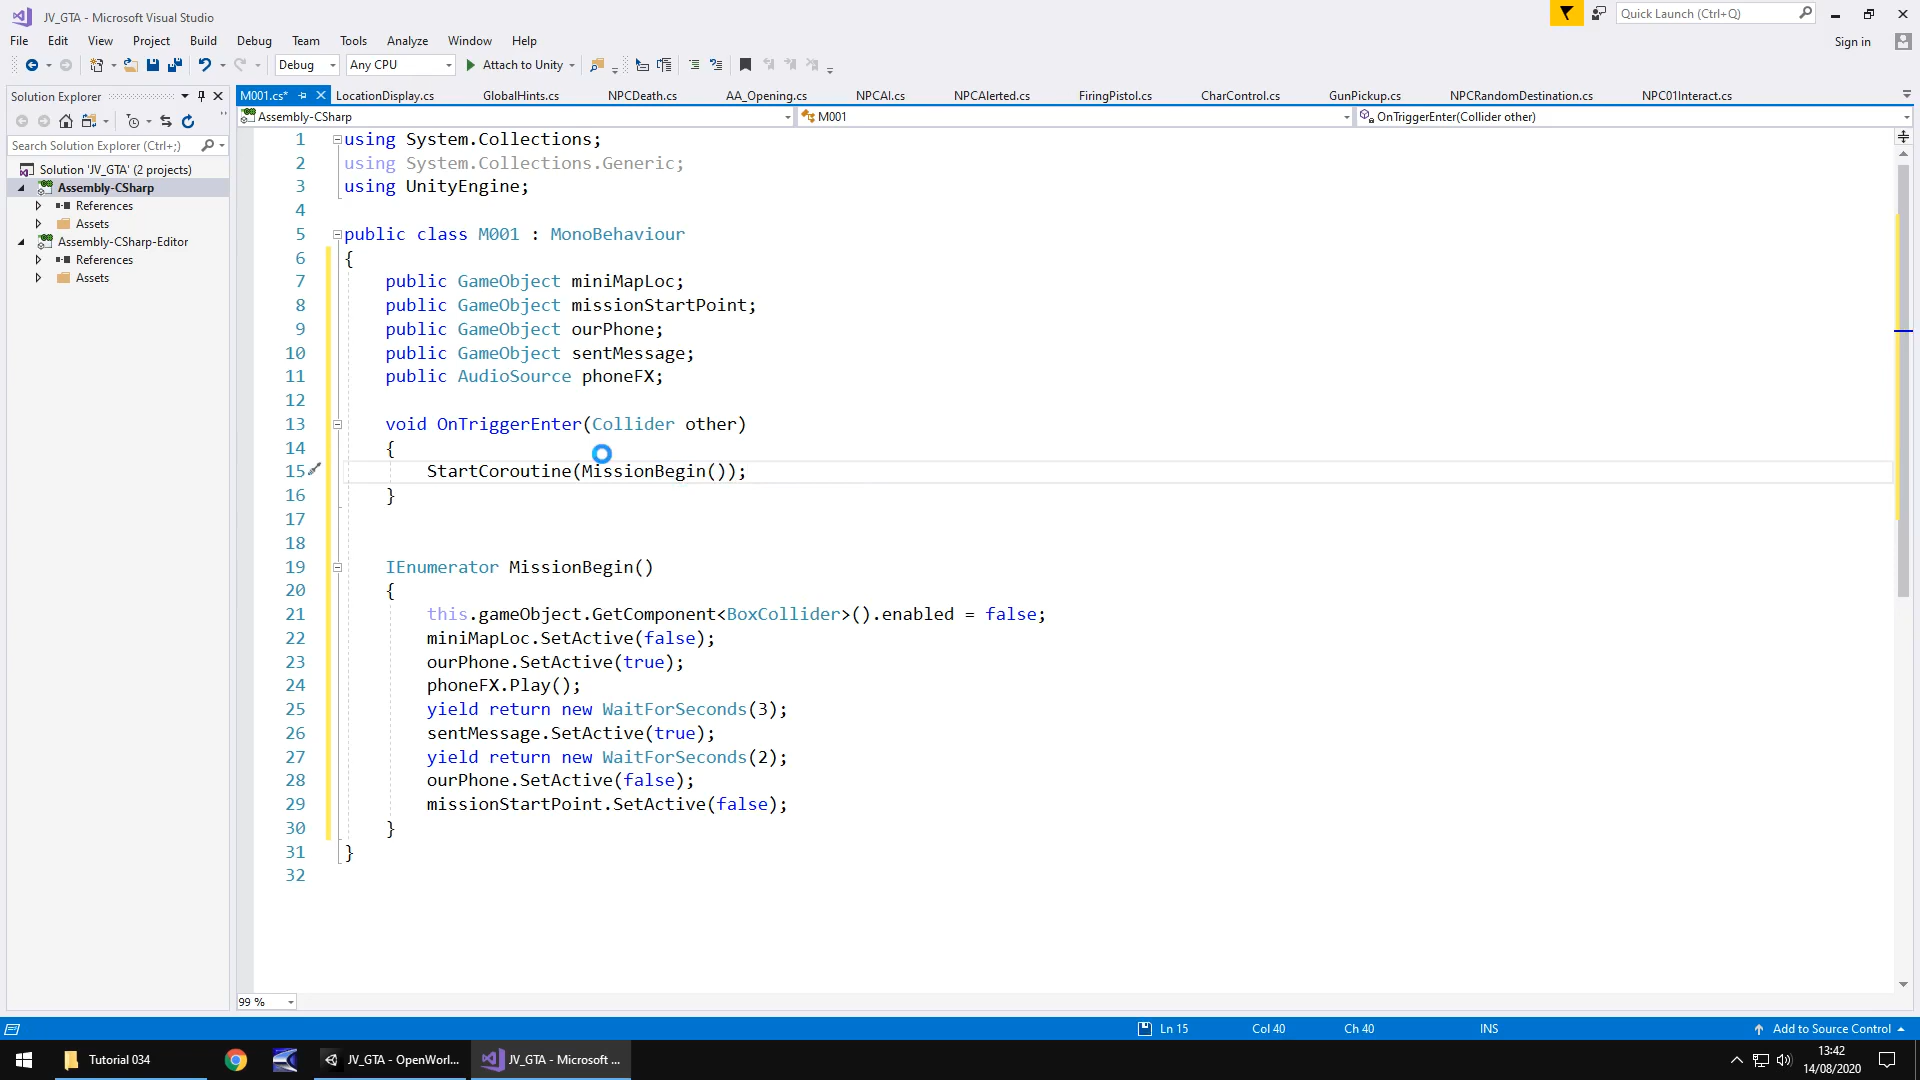 JV_GTA - Microsoft Visual Studio
Quick Launch (Ctrl+Q)
File Edit View Project Build Debug Team Tools Analyze Window Help
Sign in
Debug Any CPU Attach to Unity
Solution Explorer
M001.cs* LocationDisplay.cs GlobalHints.cs NPCDeath.cs AA_Opening.cs NPCAI.cs NPCAlerted.cs FiringPistol.cs CharControl.cs GunPickup.cs NPCRandomDestination.cs NPC01Interact.cs
Assembly-CSharp M001 OnTriggerEnter(Collider other)
Search Solution Explorer (Ctrl+;)
Solution 'JV_GTA' (2 projects)
Assembly-CSharp
References
Assets
Assembly-CSharp-Editor
References
Assets
1 using System.Collections;
2 using System.Collections.Generic;
3 using UnityEngine;
4
5 public class M001 : MonoBehaviour
6 {
7 public GameObject miniMapLoc;
8 public GameObject missionStartPoint;
9 public GameObject ourPhone;
10 public GameObject sentMessage;
11 public AudioSource phoneFX;
12
13 void OnTriggerEnter(Collider other)
14 {
15 StartCoroutine(MissionBegin());
16 }
17
18
19 IEnumerator MissionBegin()
20 {
21 this.gameObject.GetComponent<BoxCollider>().enabled = false;
22 miniMapLoc.SetActive(false);
23 ourPhone.SetActive(true);
24 phoneFX.Play();
25 yield return new WaitForSeconds(3);
26 sentMessage.SetActive(true);
27 yield return new WaitForSeconds(2);
28 ourPhone.SetActive(false);
29 missionStartPoint.SetActive(false);
30 }
31 }
32
99 %
Ln 15 Col 40 Ch 40 INS Add to Source Control
Tutorial 034 JV_GTA - OpenWorl... JV_GTA - Microsoft ...
13:42
14/08/2020